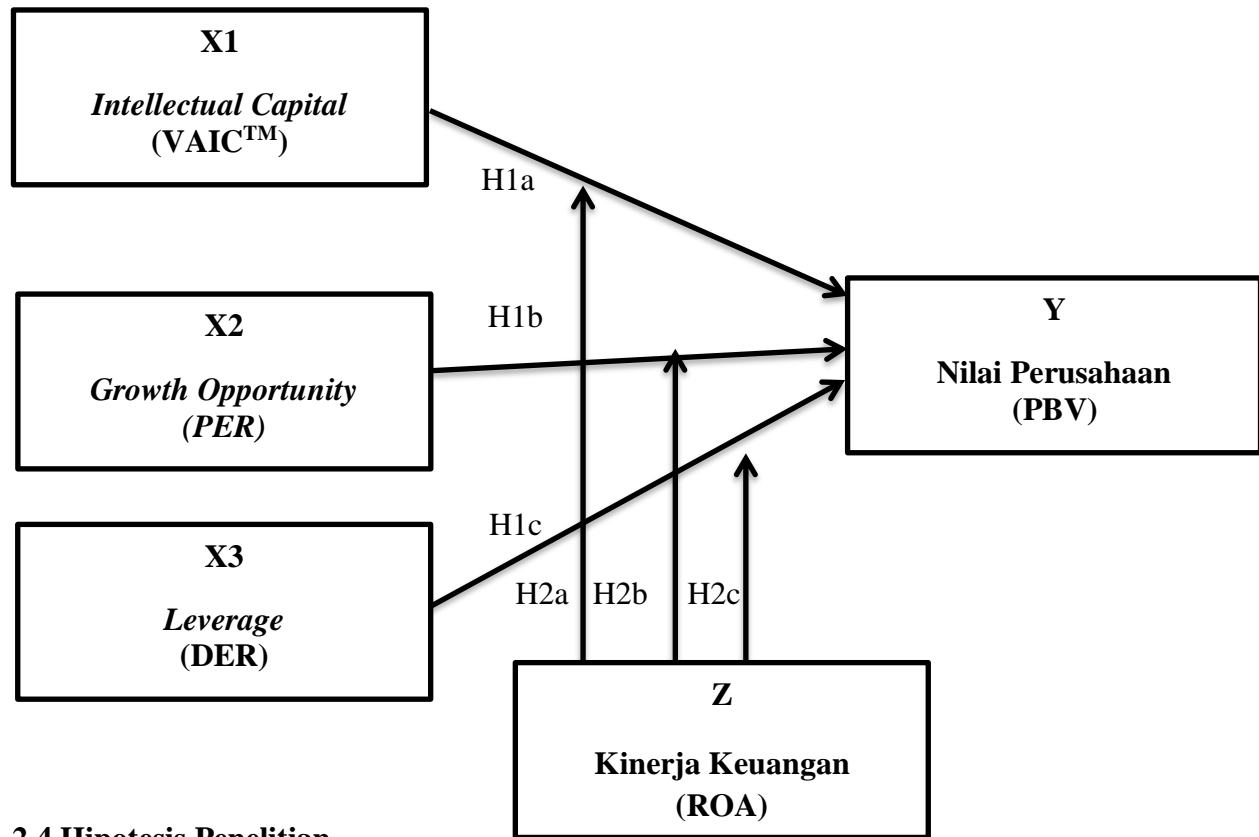 X1
Intellectual Capital
(VAIC™)
H1a
X2
Growth Opportunity
(PER)
H1b
Y
Nilai Perusahaan
(PBV)
X3
Leverage
(DER)
H1c
H2a H2b H2c
Z
Kinerja Keuangan
(ROA)
2.4 Hipotesis Penelitian